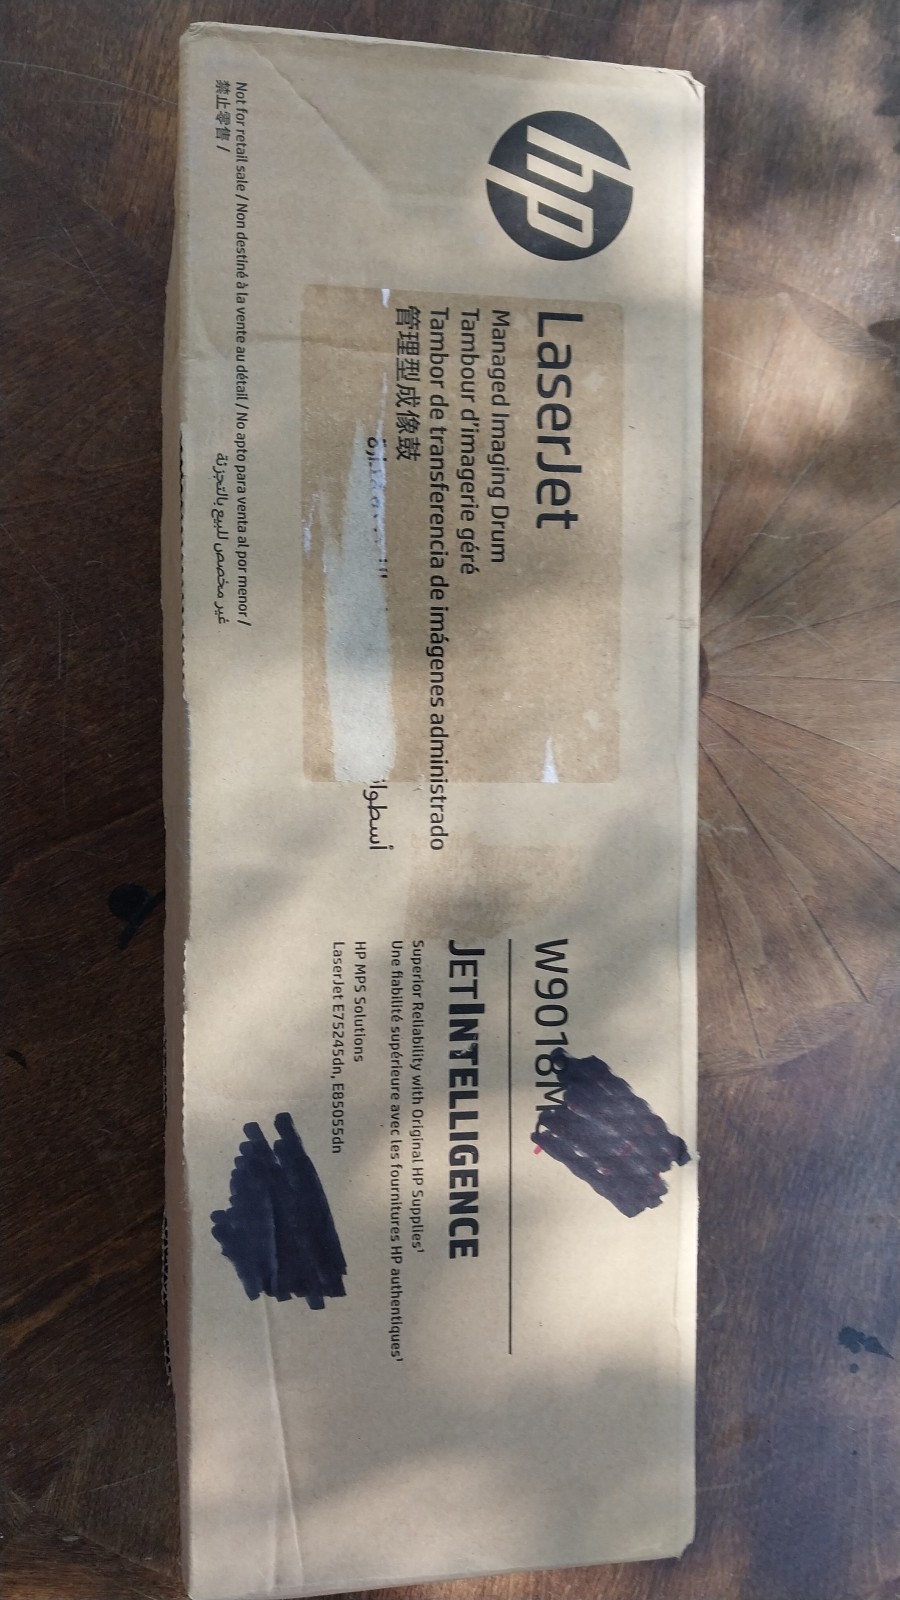 hp
LaserJet
Managed Imaging Drum
Tambour d'imagerie géré
Tambor de transferencia de imágenes administrado
管理型成像鼓
W9018M
JETINTELLIGENCE
Superior Reliability with Original HP Supplies¹
Une fiabilité supérieure avec les fournitures HP authentiques¹
HP MPS Solutions
LaserJet E75245dn, E85055dn
Not for retail sale / Non destiné à la vente au détail / No apto para venta al por menor /
禁止零售 / غير مخصص للبيع بالتجزئة